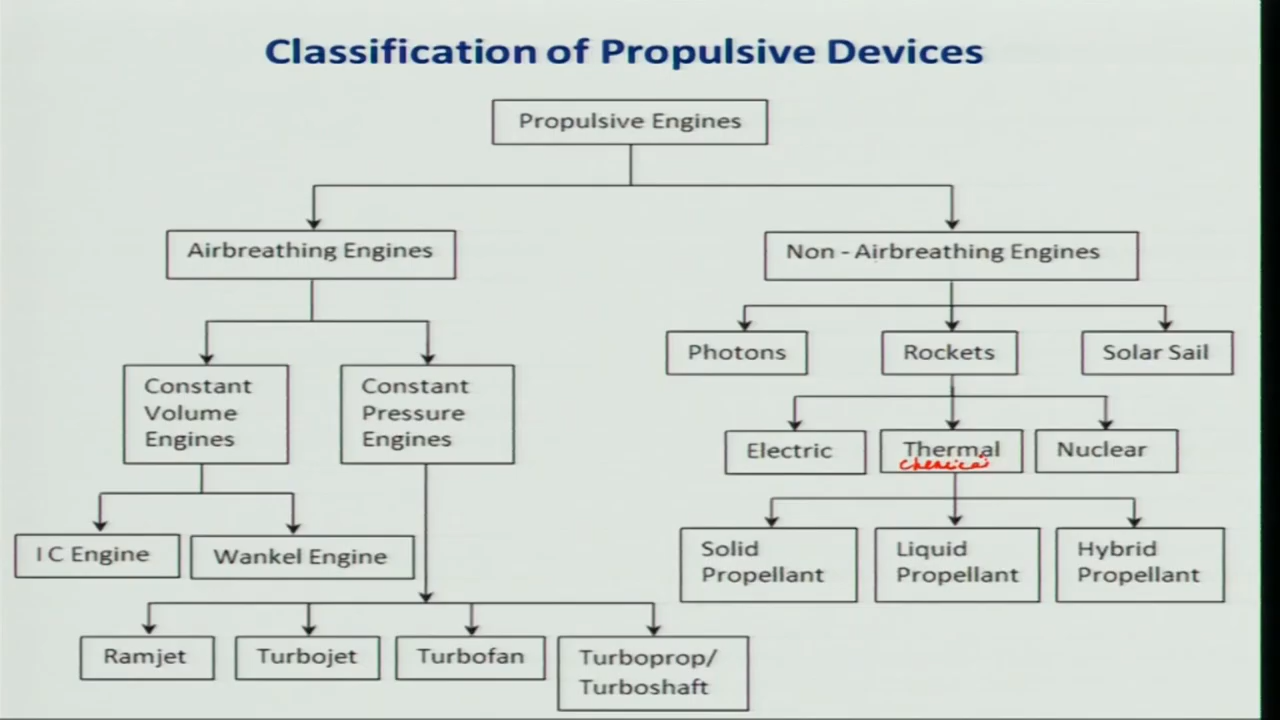 Classification of Propulsive Devices
Propulsive Engines
Airbreathing Engines
Non - Airbreathing Engines
Photons
Rockets
Solar Sail
Constant
Volume
Engines
Constant
Pressure
Engines
Electric
Thermal
chemical
Nuclear
I C Engine
Wankel Engine
Solid
Propellant
Liquid
Propellant
Hybrid
Propellant
Ramjet
Turbojet
Turbofan
Turboprop/
Turboshaft